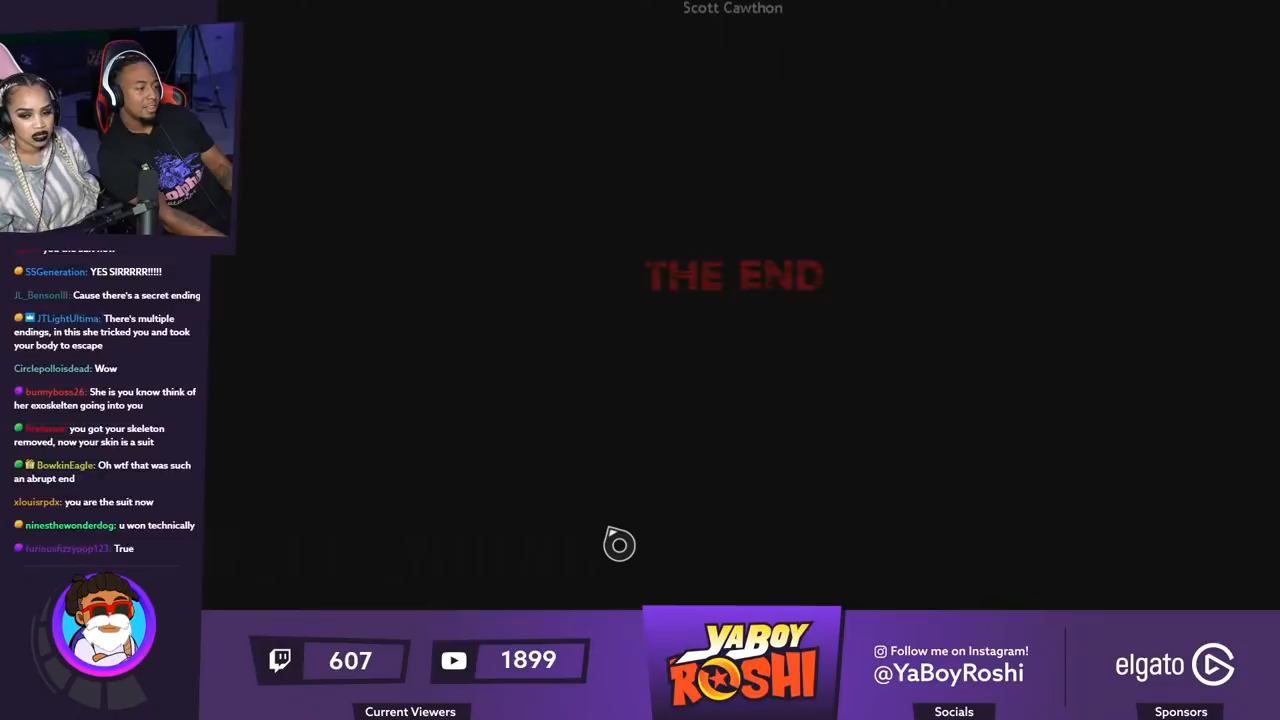 Scott Cawthon
THE END
SSGeneration: YES SIRRRRR!!!!!
JL_BensonIII: Cause there's a secret ending
JTLightUltima: There's multiple
endings, in this she tricked you and took
your body to escape
Circlepolloisdead: Wow
bunnyboss26: She is you know think of
her exoskelten going into you
you got your skeleton
removed, now your skin is a suit
BowkinEagle: Oh wtf that was such
an abrupt end
xlouisrpdx: you are the suit now
ninesthewonderdog: u won technically
furiousfizzypop123: True
607
1899
Current Viewers
YABOY
ROSHI
Follow me on Instagram!
@YaBoyRoshi
Socials
elgato
Sponsors